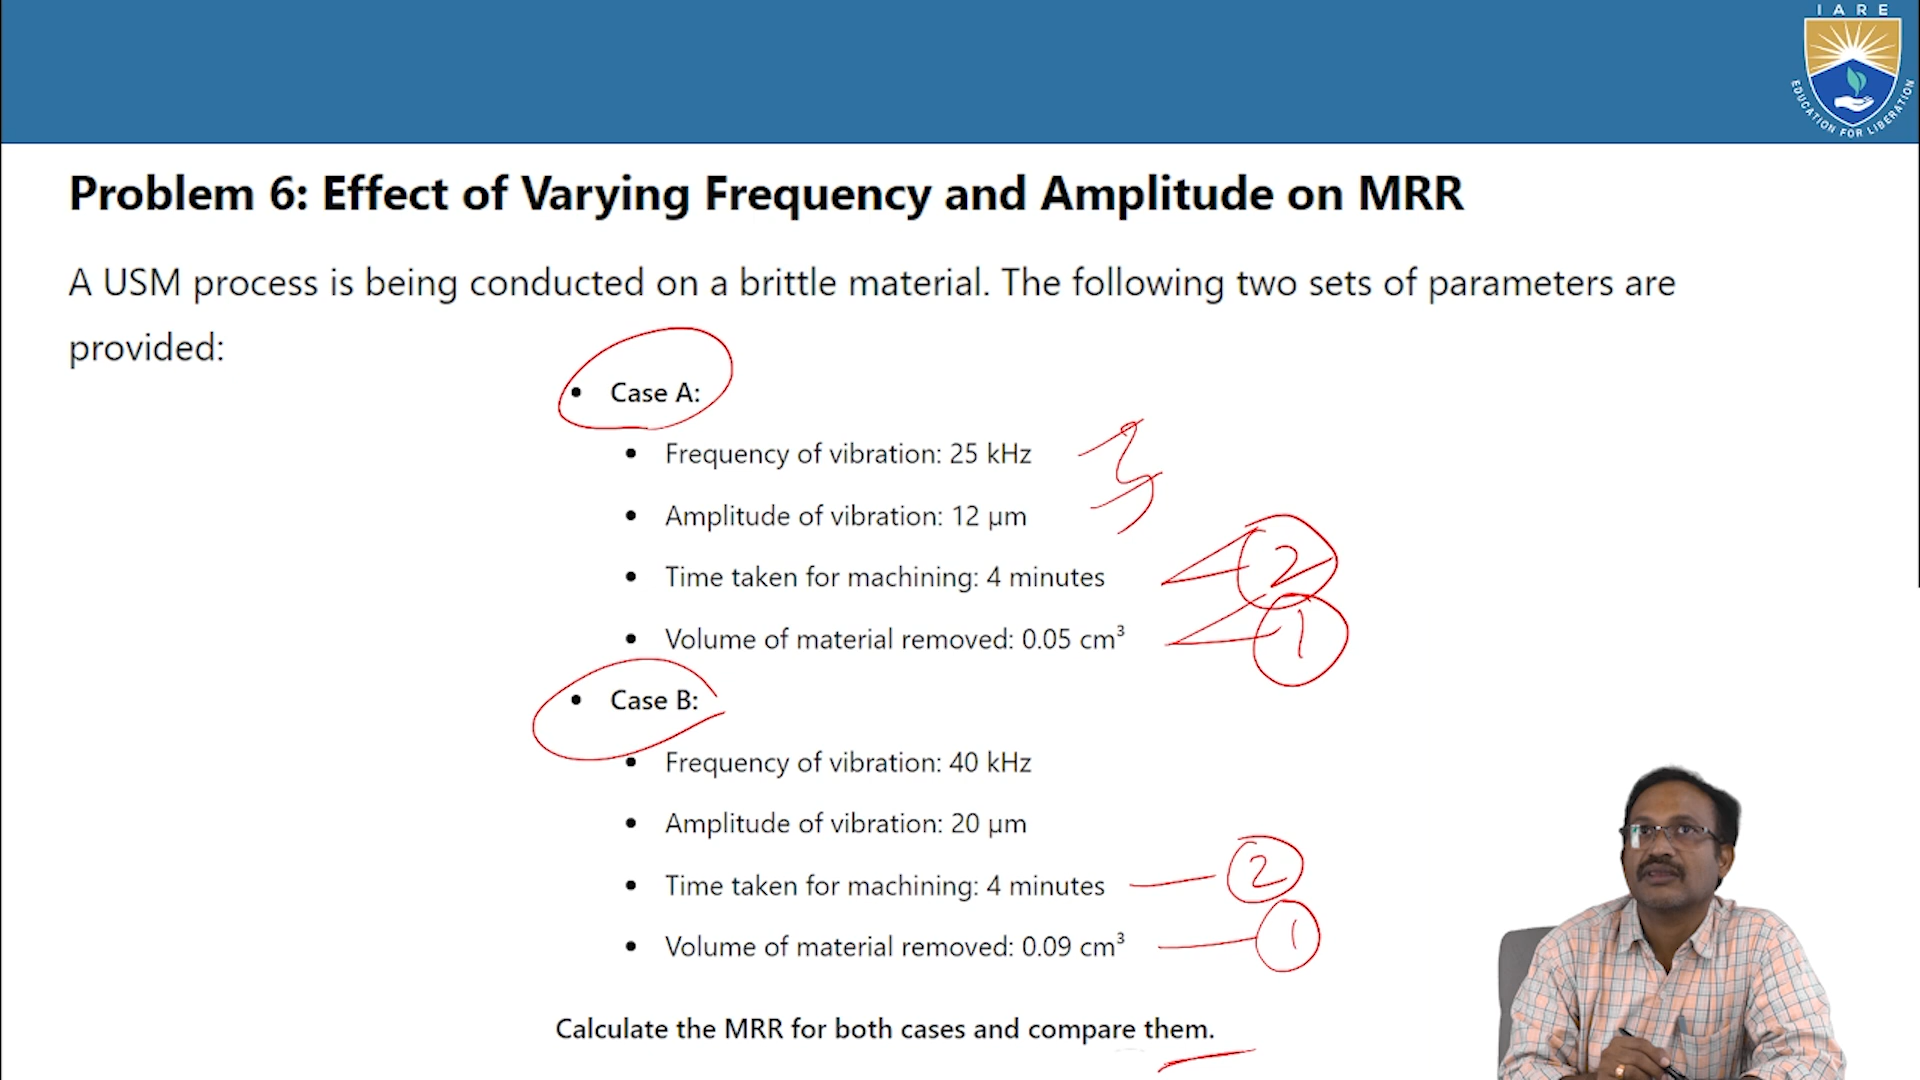 IARE
EDUCATION FOR LIBERATION
Problem 6: Effect of Varying Frequency and Amplitude on MRR
A USM process is being conducted on a brittle material. The following two sets of parameters are
provided:
• Case A:
• Frequency of vibration: 25 kHz
• Amplitude of vibration: 12 μm
• Time taken for machining: 4 minutes 2
• Volume of material removed: 0.05 cm³ 1
• Case B:
• Frequency of vibration: 40 kHz
• Amplitude of vibration: 20 μm
• Time taken for machining: 4 minutes 2
• Volume of material removed: 0.09 cm³ 1
Calculate the MRR for both cases and compare them.